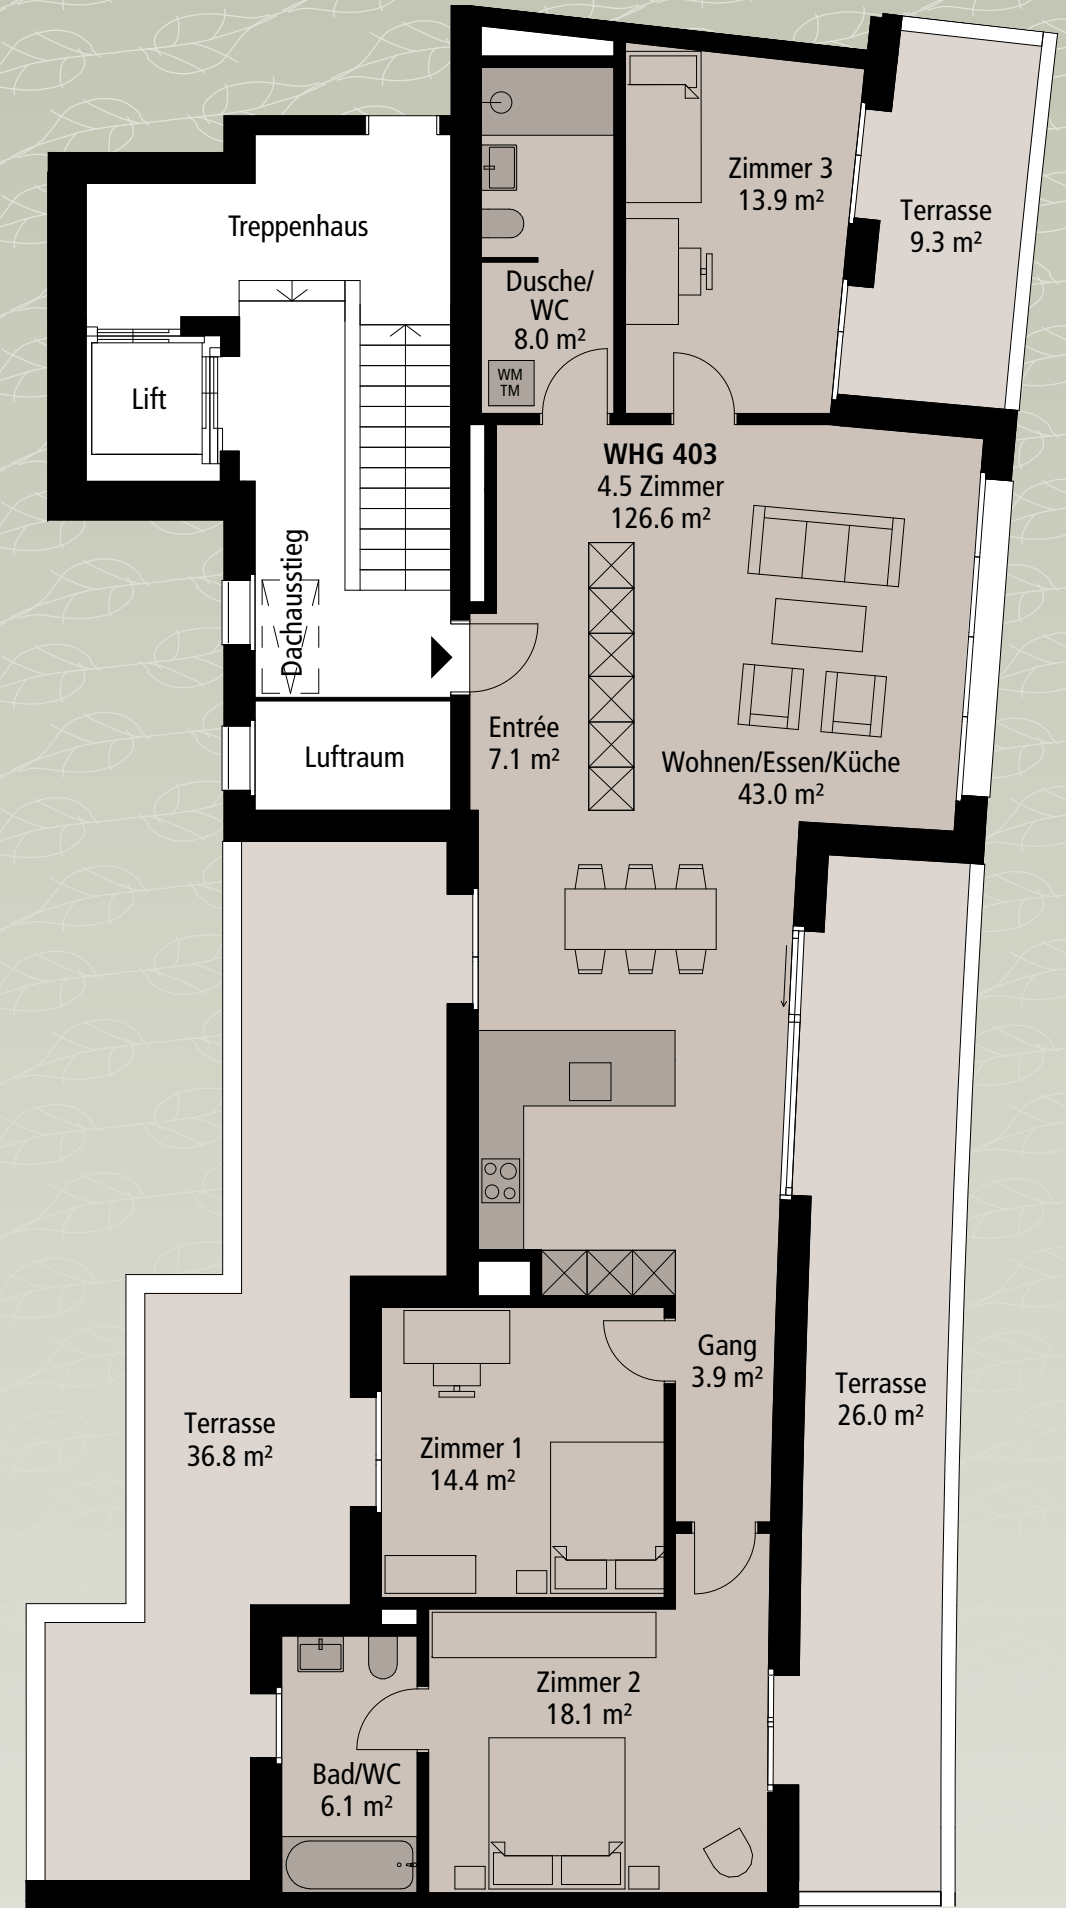 Zimmer 3
13.9 m²
Terrasse
9.3 m²
Treppenhaus
Dusche/
WC
8.0 m²
WM
TM
Lift
WHG 403
4.5 Zimmer
126.6 m²
Dachausstieg
Entrée
7.1 m²
Luftraum
Wohnen/Essen/Küche
43.0 m²
Gang
3.9 m²
Terrasse
26.0 m²
Terrasse
36.8 m²
Zimmer 1
14.4 m²
Zimmer 2
18.1 m²
Bad/WC
6.1 m²